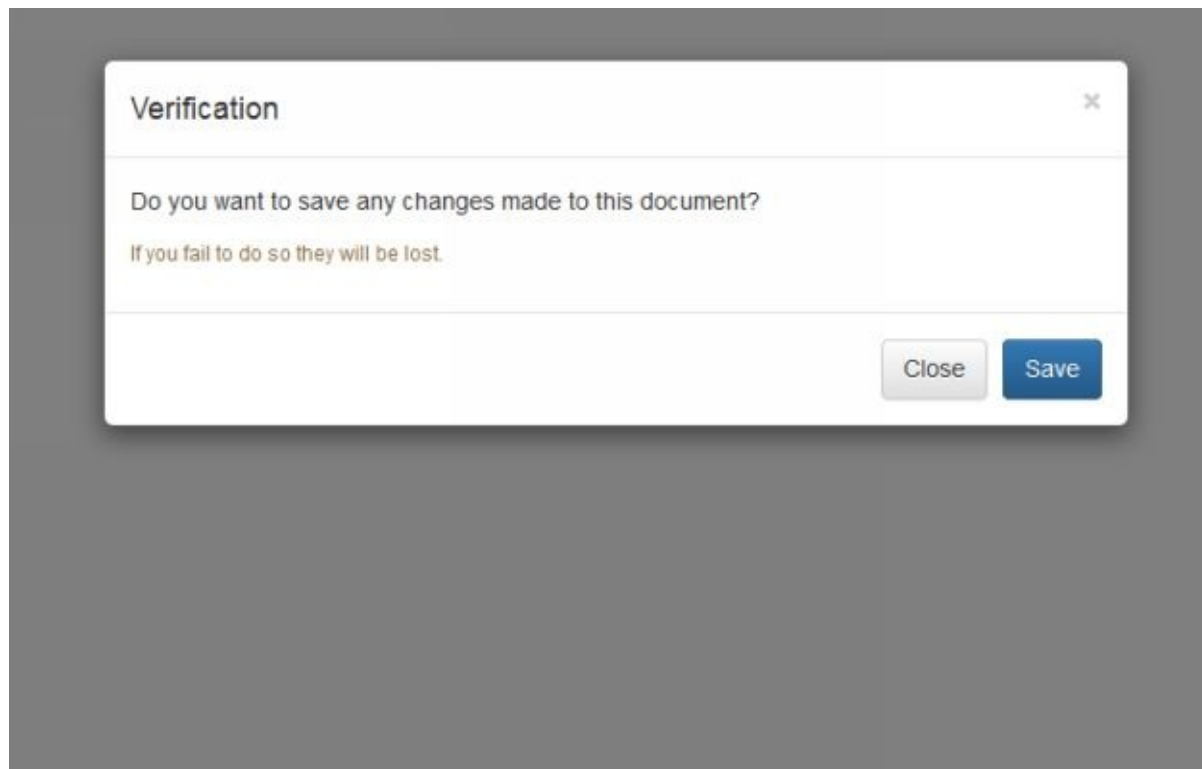 Verification
×
Do you want to save any changes made to this document?
If you fail to do so they will be lost.
Close
Save